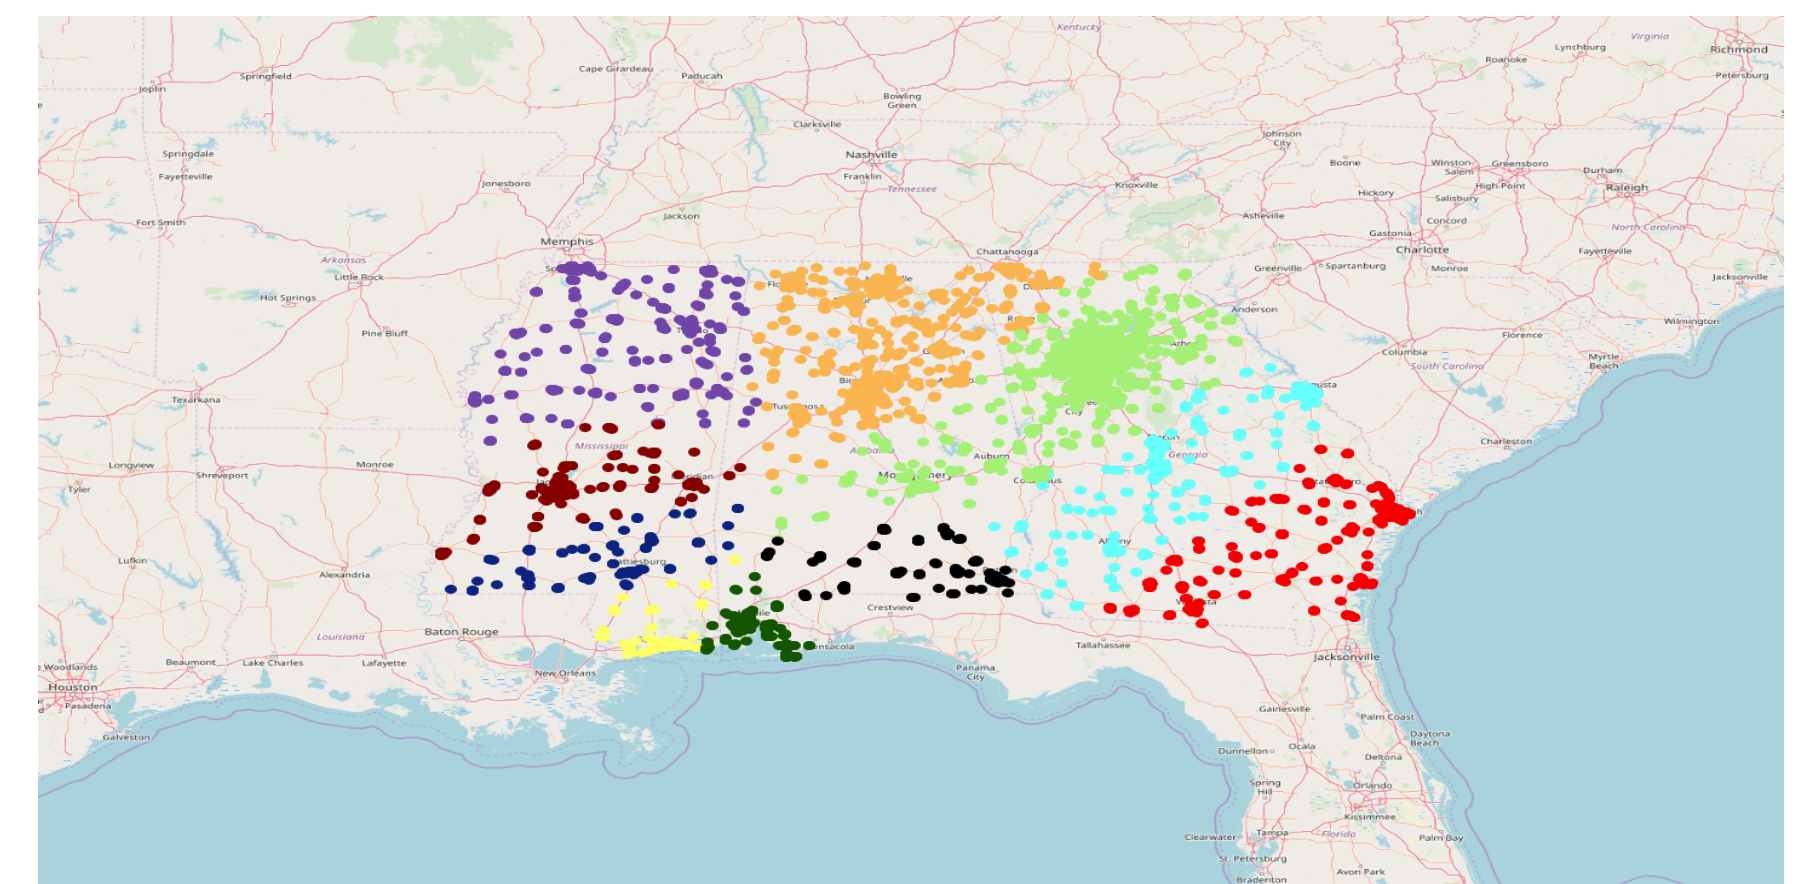 Kentucky
Virginia
Richmond
Lynchburg
Roanoke
Petersburg
Springfield
Cape Girardeau
Paducah
Joplin
Bowling
Green
Clarksville
Johnson
City
Springdale
Nashville
Boone
Winston-
Salem
Greensboro
Fayetteville
Franklin
Durham
Jonesboro
Tennessee
Knoxville
High Point
Raleigh
Hickory
Salisbury
Fort Smith
Jackson
Asheville
Concord
North Carolina
Gastonia
Memphis
Charlotte
Chattanooga
Fayetteville
Arkansas
Greenville
Spartanburg
Monroe
Little Rock
Jacksonville
Hot Springs
Anderson
Wilmington
Pine Bluff
Florence
Columbia
Myrtle
Beach
South Carolina
Texarkana
Charleston
Mississippi
Georgia
Auburn
Longview
Monroe
Shreveport
Montgomery
Tyler
Lufkin
Alexandria
Crestview
Louisiana
Baton Rouge
Tallahassee
Jacksonville
Woodlands
Beaumont
Lake Charles
Lafayette
New Orleans
Panama
City
Houston
Pasadena
Gainesville
Palm Coast
Galveston
Daytona
Beach
Dunnellon
Ocala
Deltona
Spring
Hill
Orlando
Kissimmee
Clearwater
Tampa
Florida
Palm Bay
St. Petersburg
Avon Park
Bradenton